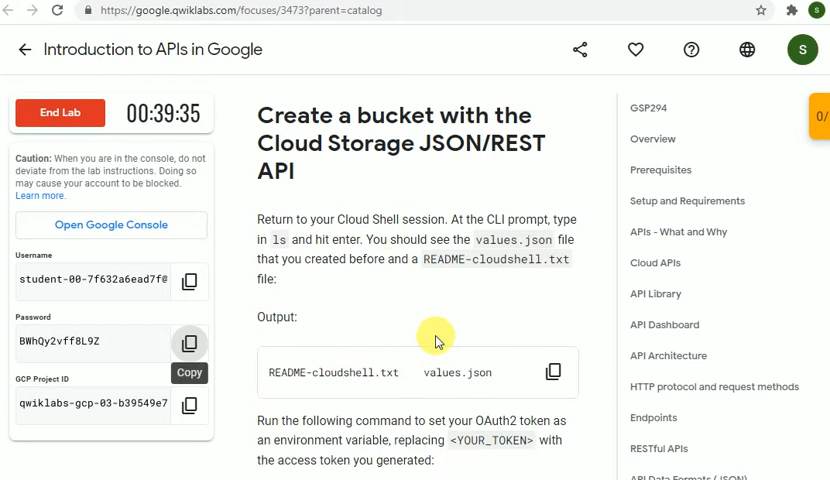 https://google.qwiklabs.com/focuses/3473?parent=catalog
S
Introduction to APIs in Google
S
End Lab
00:39:35
Caution: When you are in the console, do not
deviate from the lab instructions. Doing so
may cause your account to be blocked.
Learn more.
Open Google Console
Username
student-00-7f632a6ead7f@
Password
BWhQy2vff8L9Z
Copy
GCP Project ID
qwiklabs-gcp-03-b39549e7
Create a bucket with the
Cloud Storage JSON/REST
API
Return to your Cloud Shell session. At the CLI prompt, type
in ls and hit enter. You should see the values.json file
that you created before and a README-cloudshell.txt
file:
Output:
README-cloudshell.txt values.json
Run the following command to set your OAuth2 token as
an environment variable, replacing <YOUR_TOKEN> with
the access token you generated:
GSP294
Overview
Prerequisites
Setup and Requirements
APIs - What and Why
Cloud APIs
API Library
API Dashboard
API Architecture
HTTP protocol and request methods
Endpoints
RESTful APIs
API Data Formats (JSON)
0/